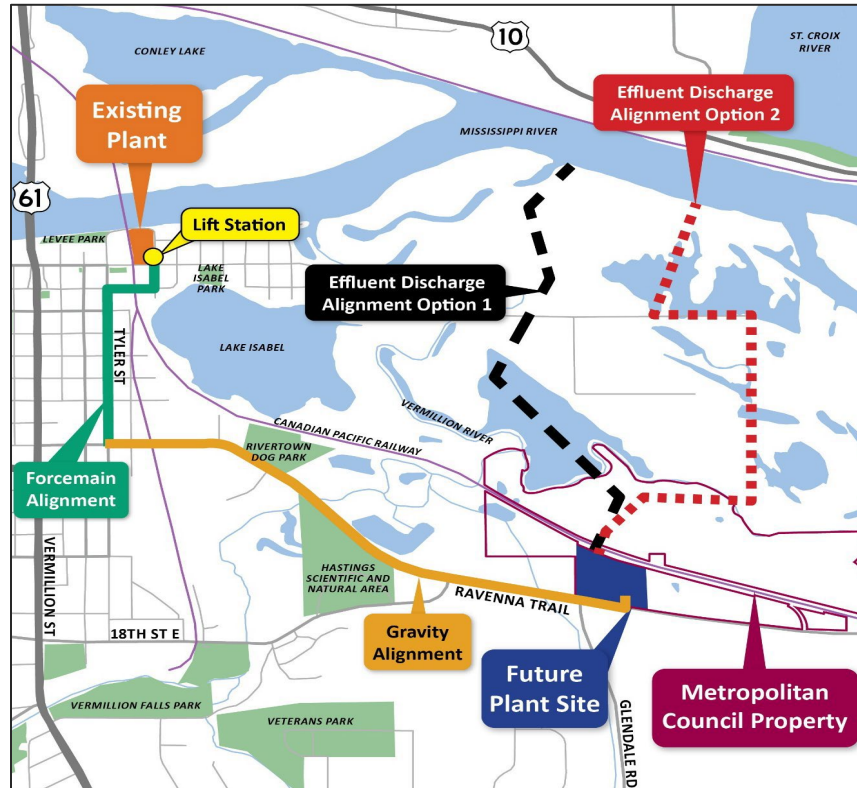 CONLEY LAKE
10
ST. CROIX
RIVER
Existing
Plant
Effluent Discharge
Alignment Option 2
MISSISSIPPI RIVER
61
Lift Station
LEVEE PARK
LAKE
ISABEL
PARK
Effluent Discharge
Alignment Option 1
TYLER ST
LAKE ISABEL
VERMILLION
RIVER
CANADIAN PACIFIC RAILWAY
RIVERTOWN
DOG PARK
Forcemain
Alignment
VERMILLION ST
HASTINGS
SCIENTIFIC AND
NATURAL AREA
RAVENNA TRAIL
18TH ST E
Gravity
Alignment
Future
Plant Site
Metropolitan
Council Property
VERMILLION FALLS PARK
VETERANS PARK
GLENDALE RD